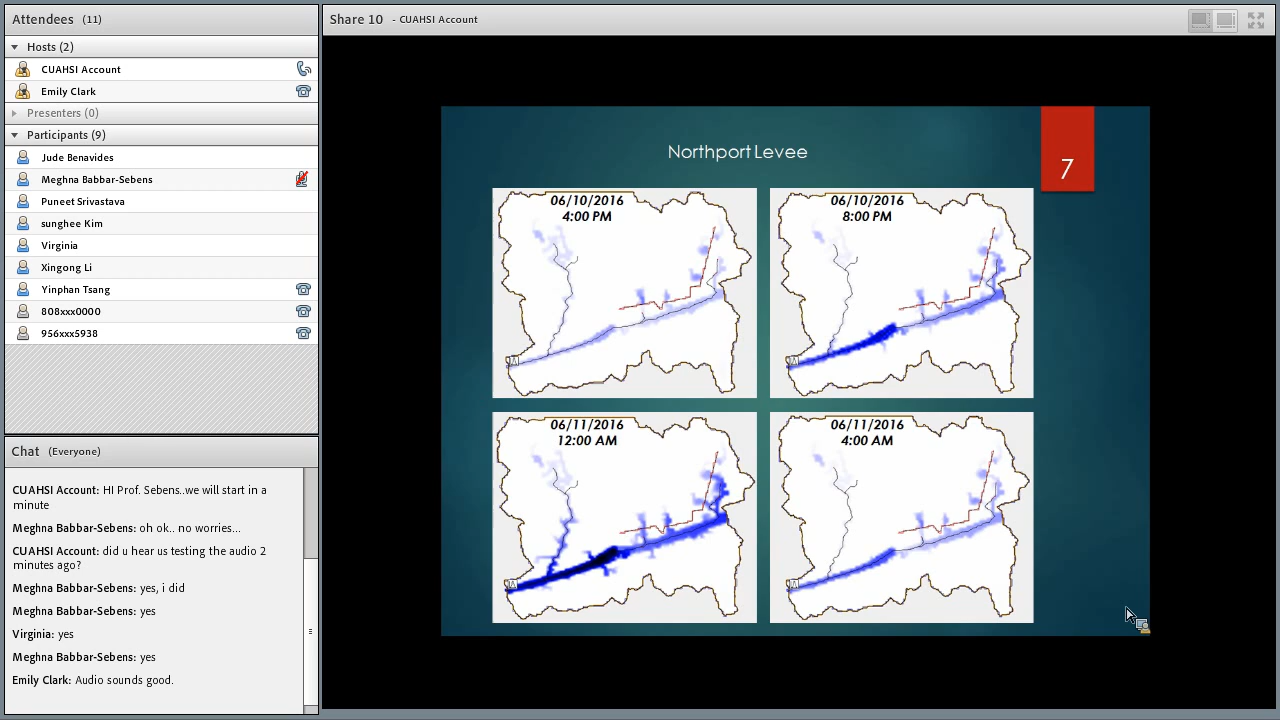 Attendees (11)
Hosts (2)
CUAHSI Account
Emily Clark
Presenters (0)
Participants (9)
Jude Benavides
Meghna Babbar-Sebens
Puneet Srivastava
sunghee Kim
Virginia
Xingong Li
Yinphan Tsang
808xxx0000
956xxx5938
Chat (Everyone)
CUAHSI Account: HI Prof. Sebens..we will start in a
minute
Meghna Babbar-Sebens: oh ok.. no worries...
CUAHSI Account: did u hear us testing the audio 2
minutes ago?
Meghna Babbar-Sebens: yes, i did
Meghna Babbar-Sebens: yes
Virginia: yes
Meghna Babbar-Sebens: yes
Emily Clark: Audio sounds good.
Share 10 - CUAHSI Account
Northport Levee
7
06/10/2016
4:00 PM
06/10/2016
8:00 PM
06/11/2016
12:00 AM
06/11/2016
4:00 AM